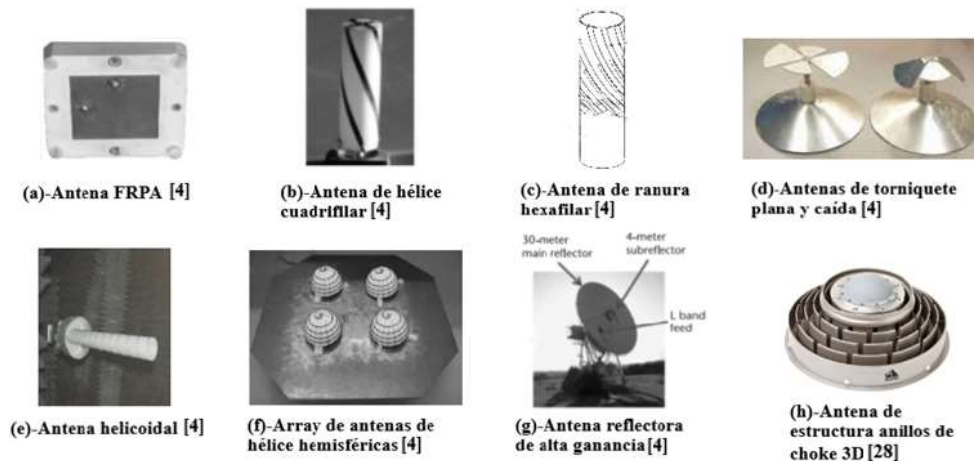 (a)-Antena FRPA [4]
(b)-Antena de hélice
cuadrifilar [4]
(c)-Antena de ranura
hexafilar [4]
(d)-Antenas de torniquete
plana y caída [4]
30-meter
main reflector
4-meter
subreflector
L band
feed
(e)-Antena helicoidal [4]
(f)-Array de antenas de
hélice hemisféricas [4]
(g)-Antena reflectora
de alta ganancia [4]
(h)-Antena de
estructura anillos de
choke 3D [28]